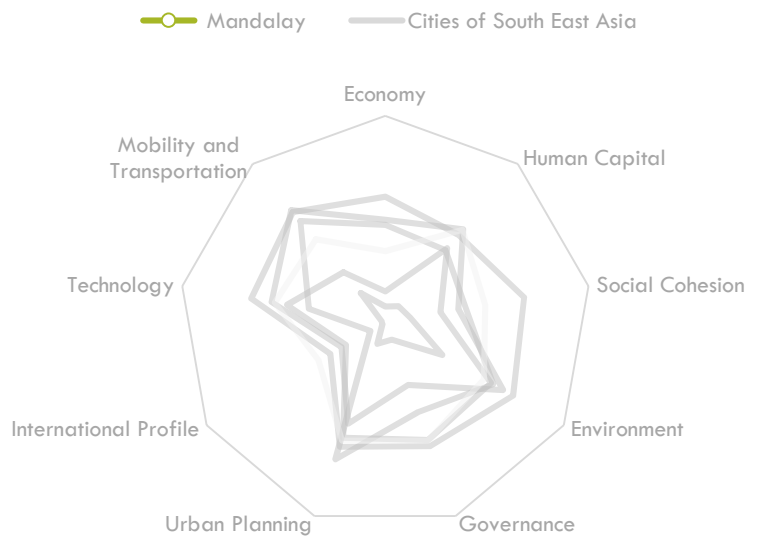 Mandalay
Cities of South East Asia
Economy
Mobility and
Transportation
Human Capital
Technology
Social Cohesion
International Profile
Environment
Urban Planning
Governance